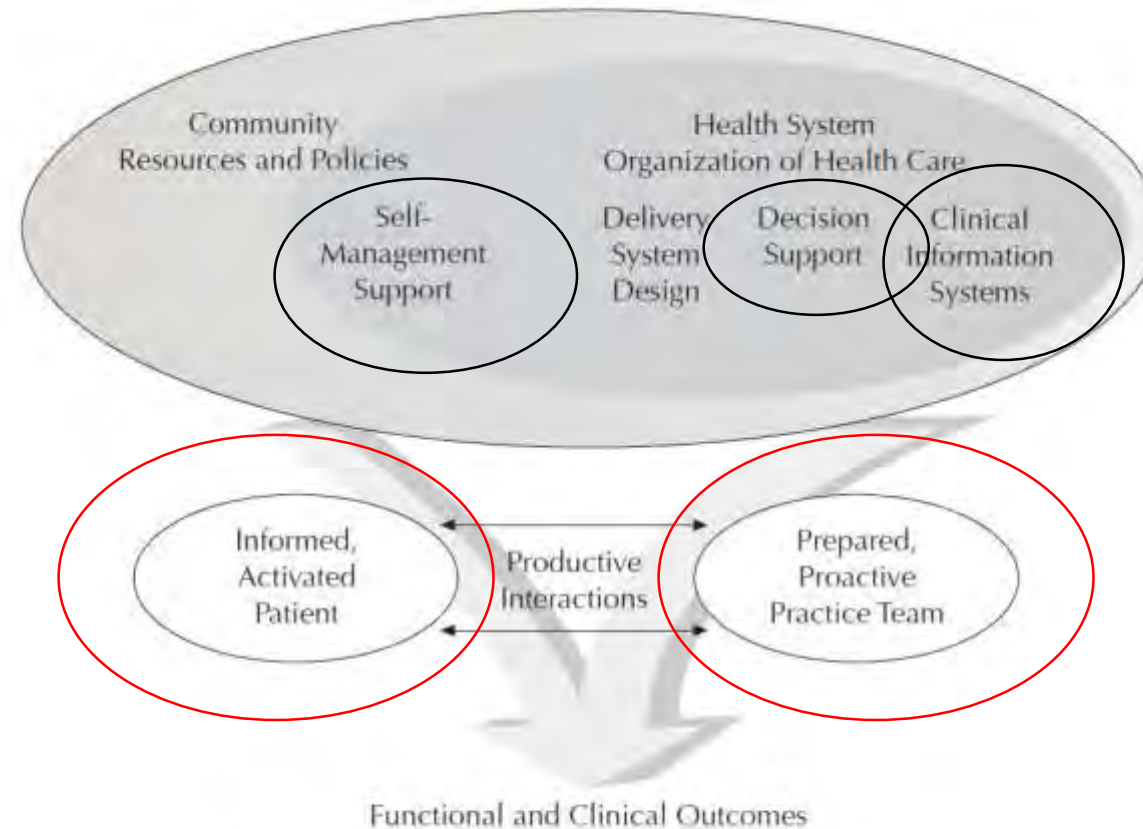 Community
Resources and Policies
Health System
Organization of Health Care
Self-
Management
Support
Delivery
System
Design
Decision
Support
Clinical
Information
Systems
Informed,
Activated
Patient
Productive
Interactions
Prepared,
Proactive
Practice Team
Functional and Clinical Outcomes